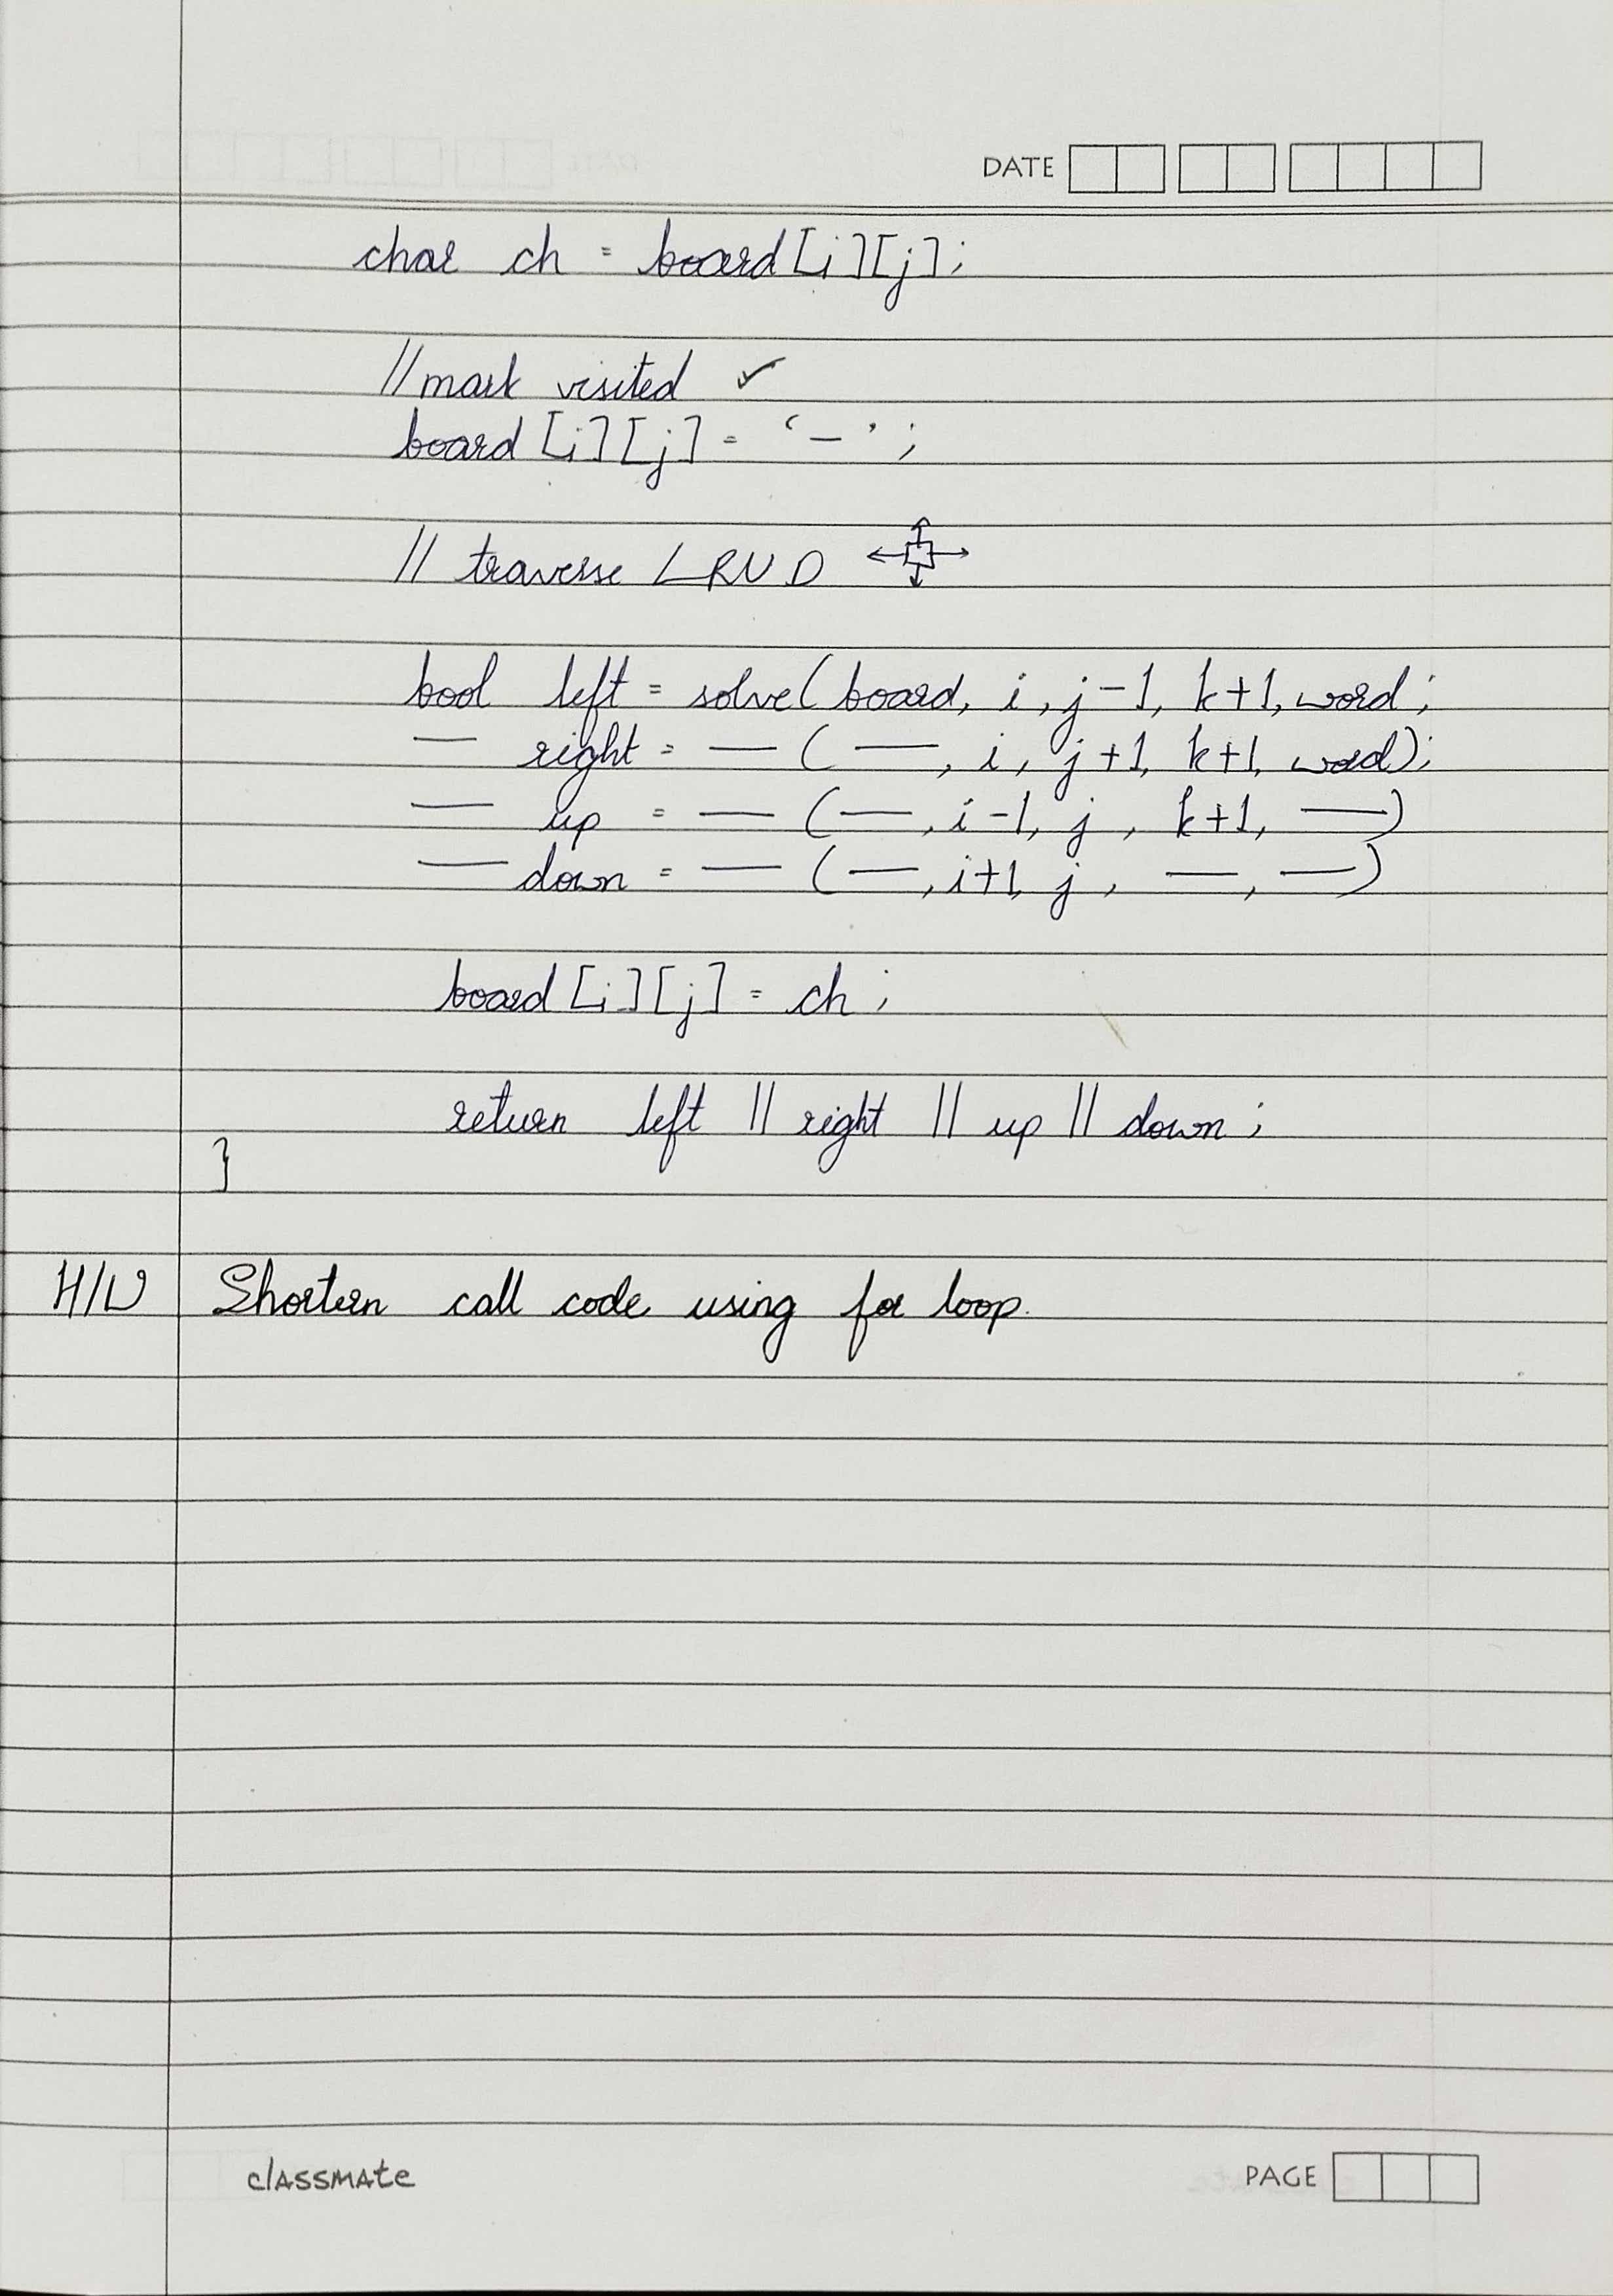 DATE
char ch = board[i][j];
//mark visited ✓
board[i][j] = '-';
// traverse LRUD
bool left = solve(board, i, j-1, k+1, word;
— right = — (—, i, j+1, k+1, word);
— up = — (—, i-1, j, k+1, —)
— down = — (—, i+1, j, —, —)
board[i][j] = ch;
return left || right || up || down;
}
H/W Shorten call code using for loop.
classmate PAGE